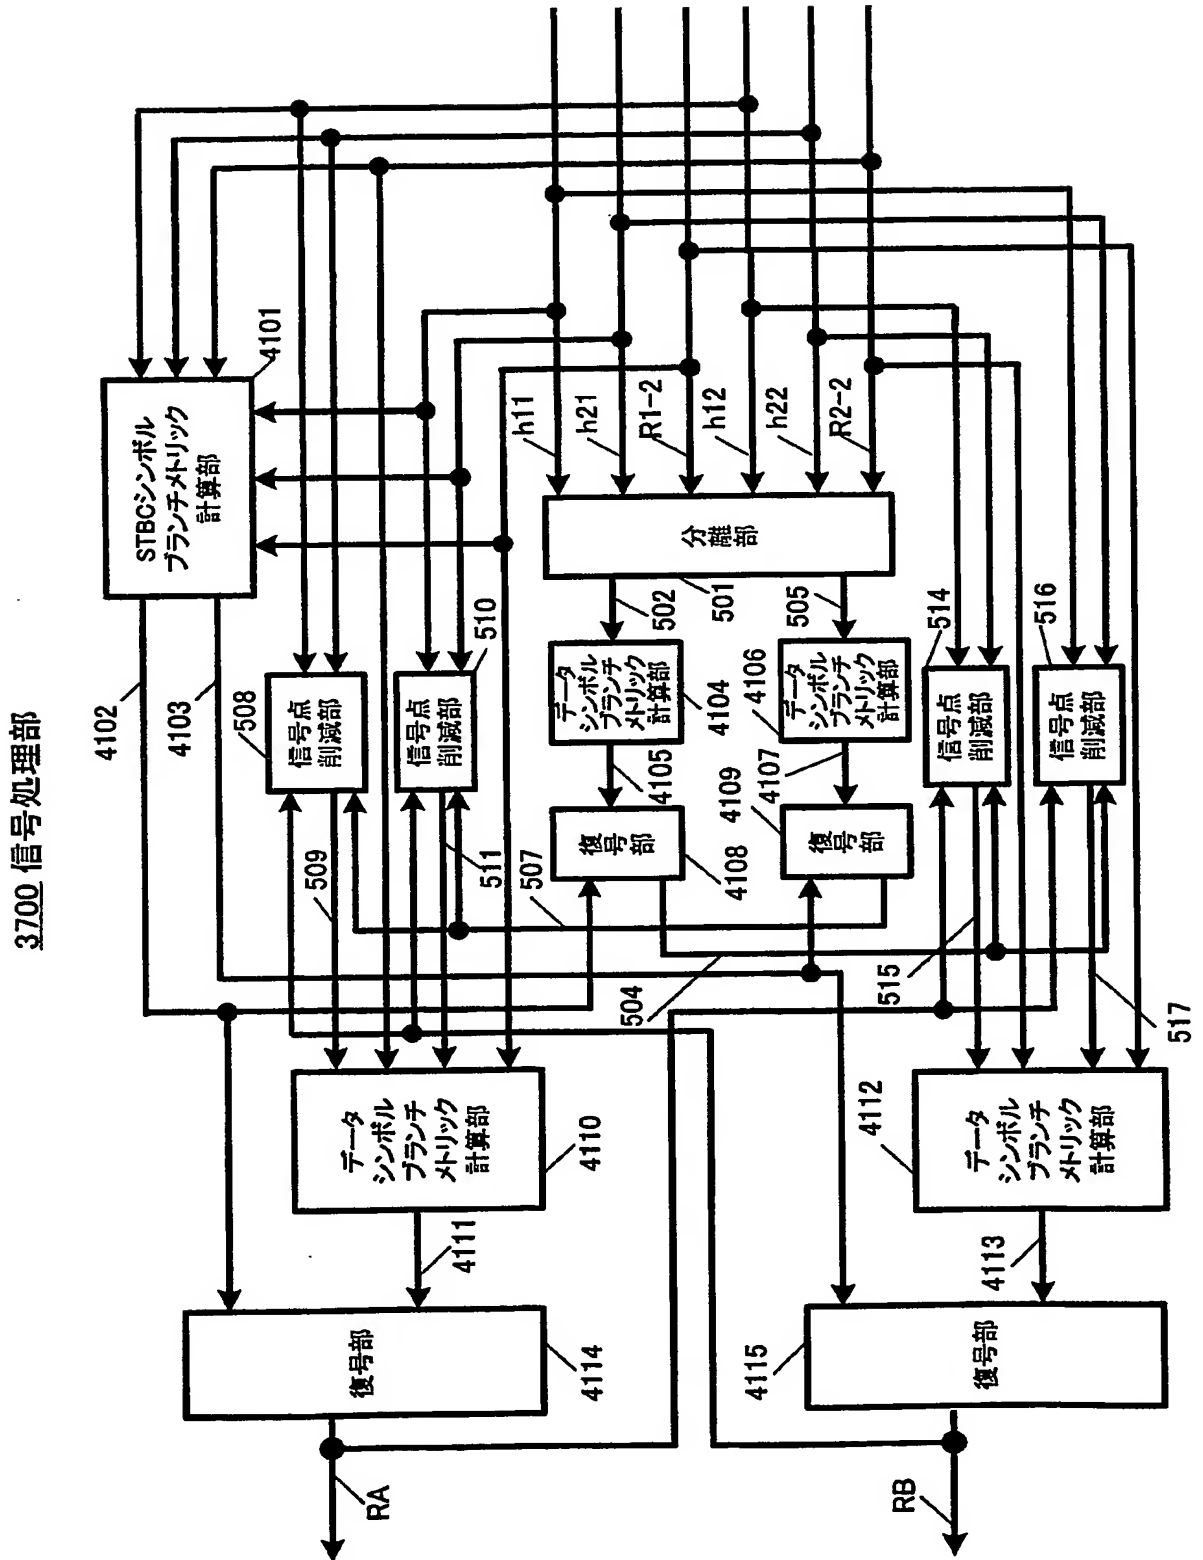 3700 信号処理部
h11
h21
R1-2
h12
h22
R2-2
4101
STBCシンボル
ブランチメトリック
計算部
4102
4103
分離部
501
502
505
508
信号点
削減部
509
510
信号点
削減部
511
507
データ
シンボル
ブランチ
メトリック
計算部
4104
4105
データ
シンボル
ブランチ
メトリック
計算部
4106
4107
復号部
4108
復号部
4109
504
514
信号点
削減部
515
516
信号点
削減部
517
データ
シンボル
ブランチ
メトリック
計算部
4110
4111
データ
シンボル
ブランチ
メトリック
計算部
4112
4113
復号部
4114
復号部
4115
RA
RB